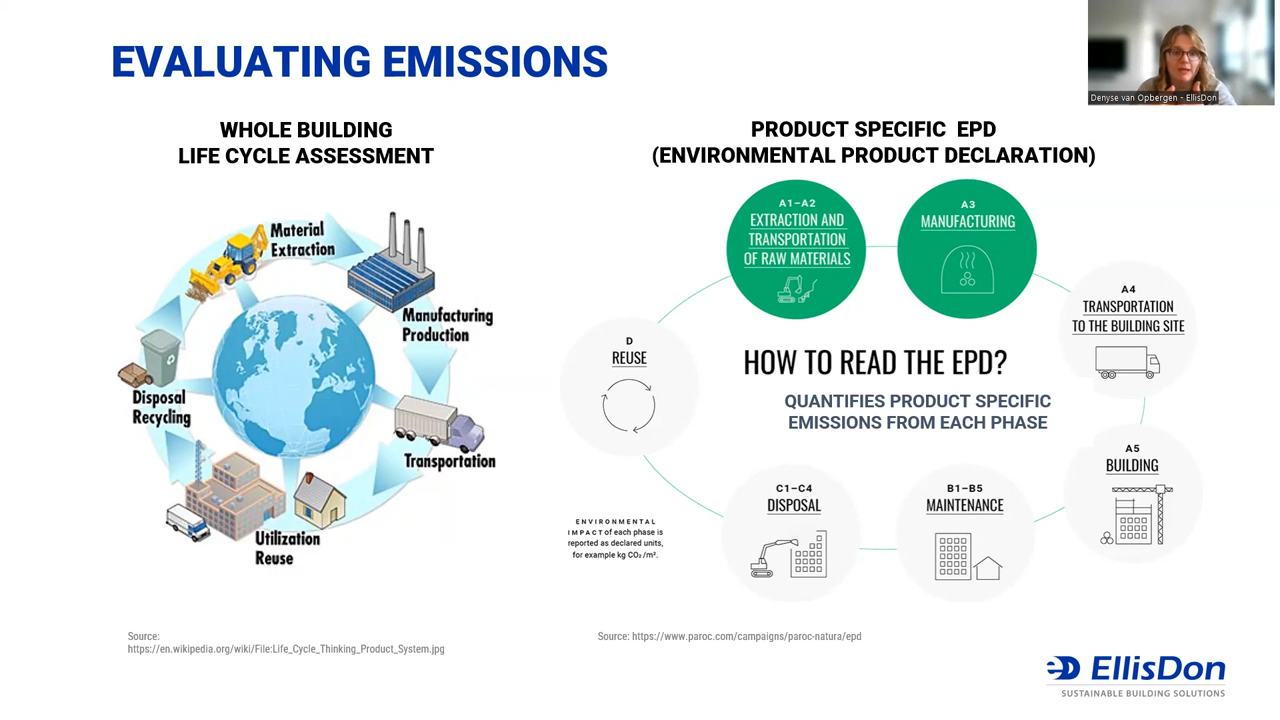 EVALUATING EMISSIONS
Denyse van Opbergen - EllisDon
WHOLE BUILDING
LIFE CYCLE ASSESSMENT
Material
Extraction
Manufacturing
Production
Transportation
Utilization
Reuse
Disposal
Recycling
Source:
https://en.wikipedia.org/wiki/File:Life_Cycle_Thinking_Product_System.jpg
PRODUCT SPECIFIC EPD
(ENVIRONMENTAL PRODUCT DECLARATION)
A1–A2
EXTRACTION AND
TRANSPORTATION
OF RAW MATERIALS
A3
MANUFACTURING
A4
TRANSPORTATION
TO THE BUILDING SITE
A5
BUILDING
B1–B5
MAINTENANCE
C1–C4
DISPOSAL
D
REUSE
HOW TO READ THE EPD?
QUANTIFIES PRODUCT SPECIFIC
EMISSIONS FROM EACH PHASE
ENVIRONMENTAL
IMPACT of each phase is
reported as declared units,
for example kg CO₂/m².
Source: https://www.paroc.com/campaigns/paroc-natura/epd
EllisDon
SUSTAINABLE BUILDING SOLUTIONS